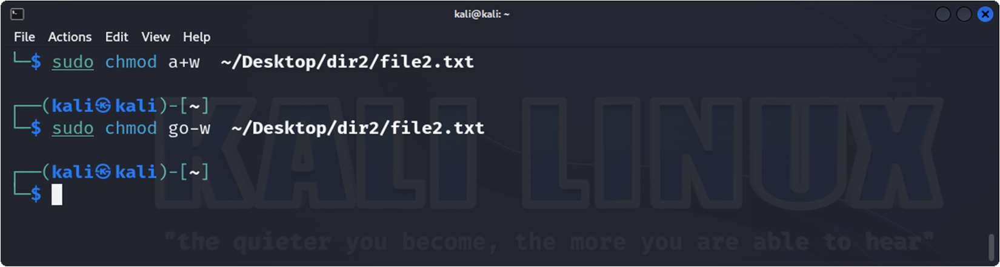 kali@kali: ~
File Actions Edit View Help
└─$ sudo chmod a+w  ~/Desktop/dir2/file2.txt
┌──(kali㉿kali)-[~]
└─$ sudo chmod go-w  ~/Desktop/dir2/file2.txt
┌──(kali㉿kali)-[~]
└─$
KALI LINUX
"the quieter you become, the more you are able to hear"